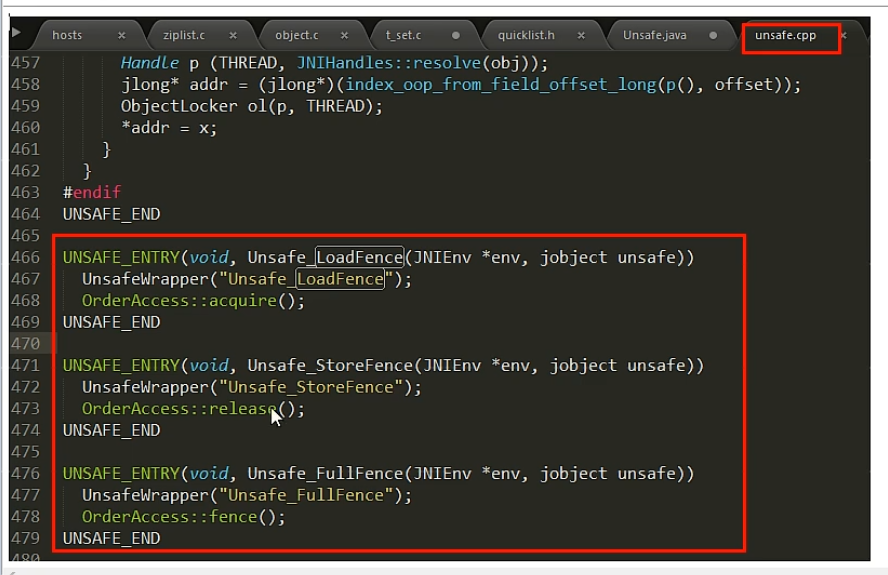 hosts × ziplist.c × object.c × t_set.c quicklist.h × Unsafe.java unsafe.cpp ×
457 Handle p (THREAD, JNIHandles::resolve(obj));
458 jlong* addr = (jlong*)(index_oop_from_field_offset_long(p(), offset));
459 ObjectLocker ol(p, THREAD);
460 *addr = x;
461 }
462 }
463 #endif
464 UNSAFE_END
465
466 UNSAFE_ENTRY(void, Unsafe_LoadFence(JNIEnv *env, jobject unsafe))
467 UnsafeWrapper("Unsafe_LoadFence");
468 OrderAccess::acquire();
469 UNSAFE_END
470
471 UNSAFE_ENTRY(void, Unsafe_StoreFence(JNIEnv *env, jobject unsafe))
472 UnsafeWrapper("Unsafe_StoreFence");
473 OrderAccess::release();
474 UNSAFE_END
475
476 UNSAFE_ENTRY(void, Unsafe_FullFence(JNIEnv *env, jobject unsafe))
477 UnsafeWrapper("Unsafe_FullFence");
478 OrderAccess::fence();
479 UNSAFE_END
480